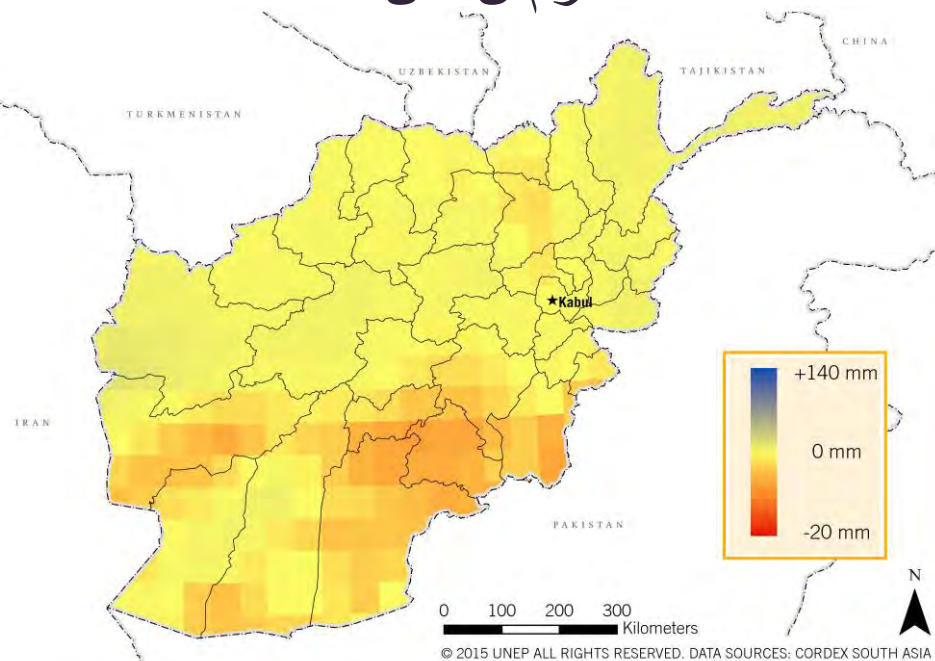 CHINA
UZBEKISTAN
TAJIKISTAN
TURKMENISTAN
★Kabul
+140 mm
0 mm
-20 mm
IRAN
PAKISTAN
N
0 100 200 300
Kilometers
© 2015 UNEP ALL RIGHTS RESERVED. DATA SOURCES: CORDEX SOUTH ASIA